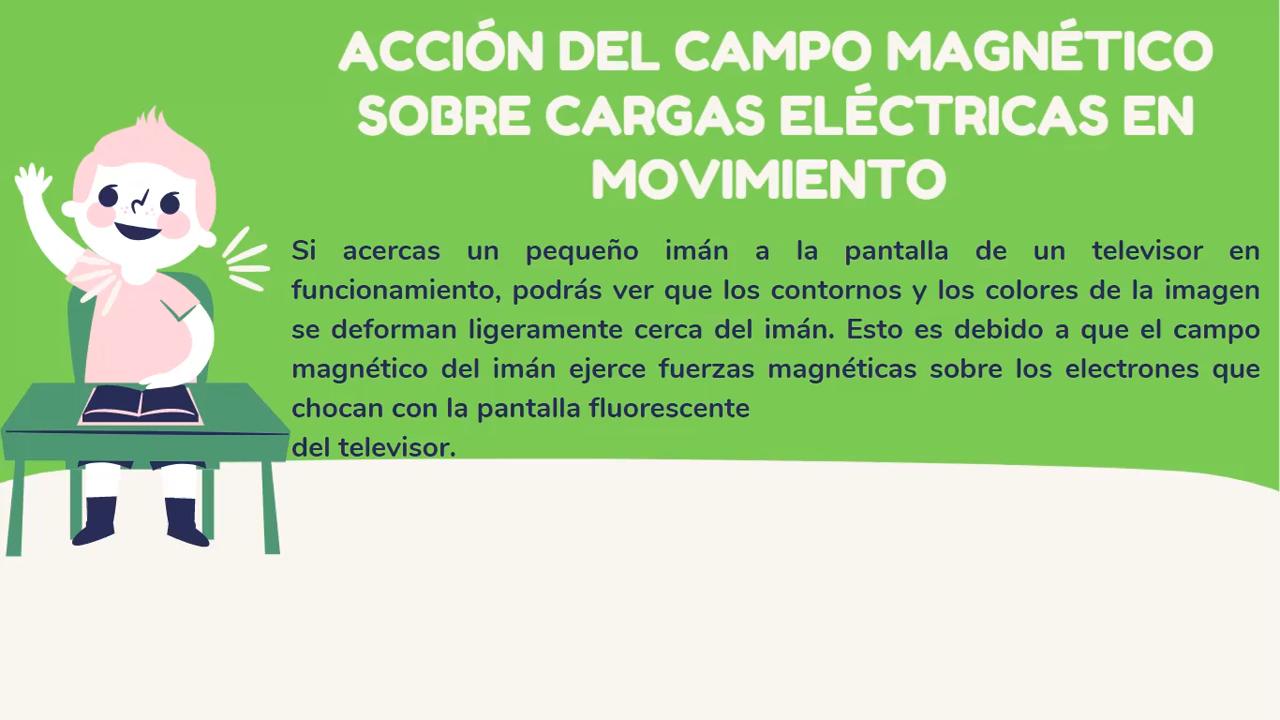 ACCIÓN DEL CAMPO MAGNÉTICO
SOBRE CARGAS ELÉCTRICAS EN
MOVIMIENTO
Si acercas un pequeño imán a la pantalla de un televisor en
funcionamiento, podrás ver que los contornos y los colores de la imagen
se deforman ligeramente cerca del imán. Esto es debido a que el campo
magnético del imán ejerce fuerzas magnéticas sobre los electrones que
chocan con la pantalla fluorescente
del televisor.